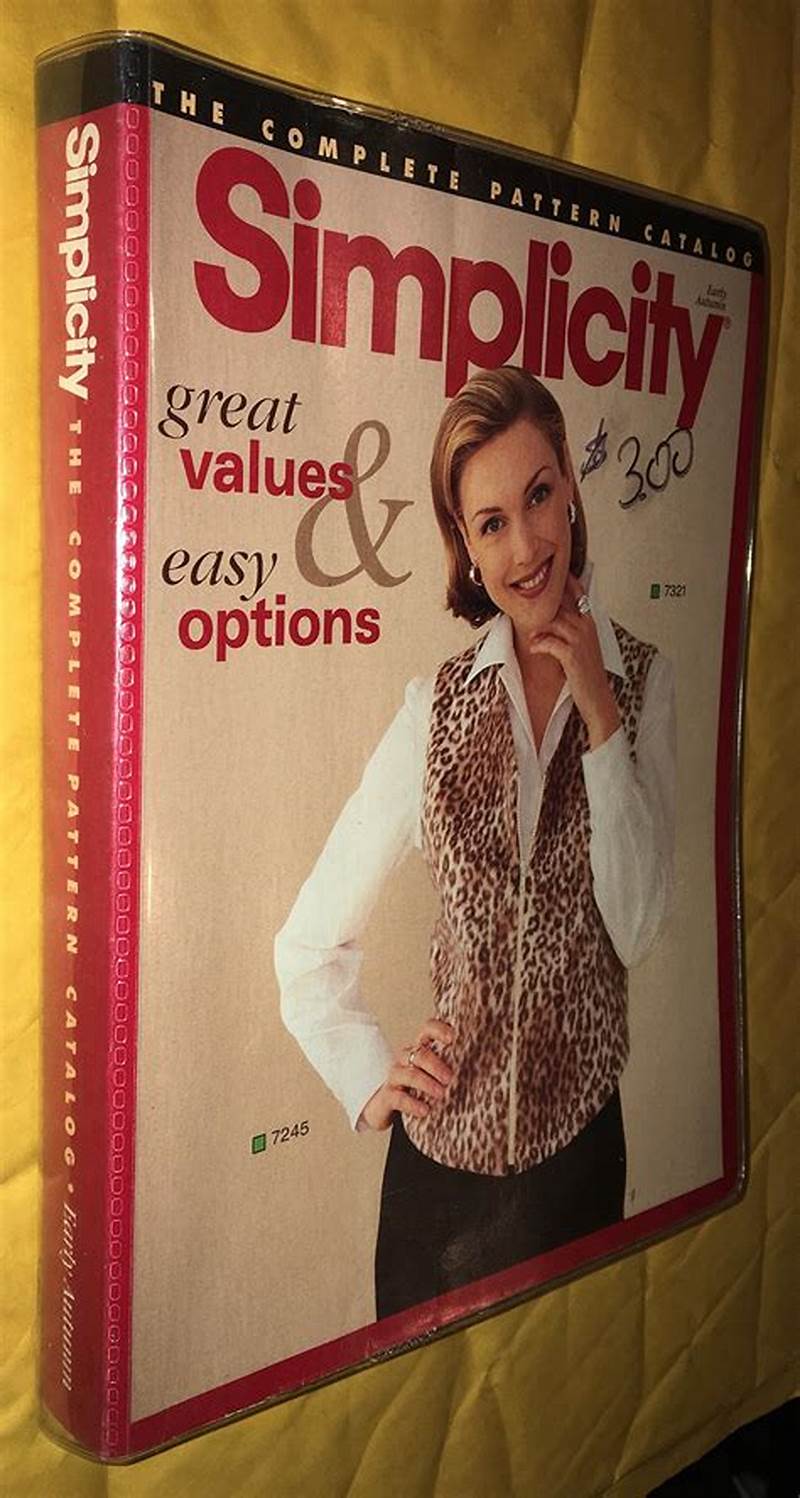 THE COMPLETE PATTERN CATALOG
Simplicity®
Early
Autumn
great
values
&
easy
options
$3.00
7321
7245
Simplicity THE COMPLETE PATTERN CATALOG • Early Autumn